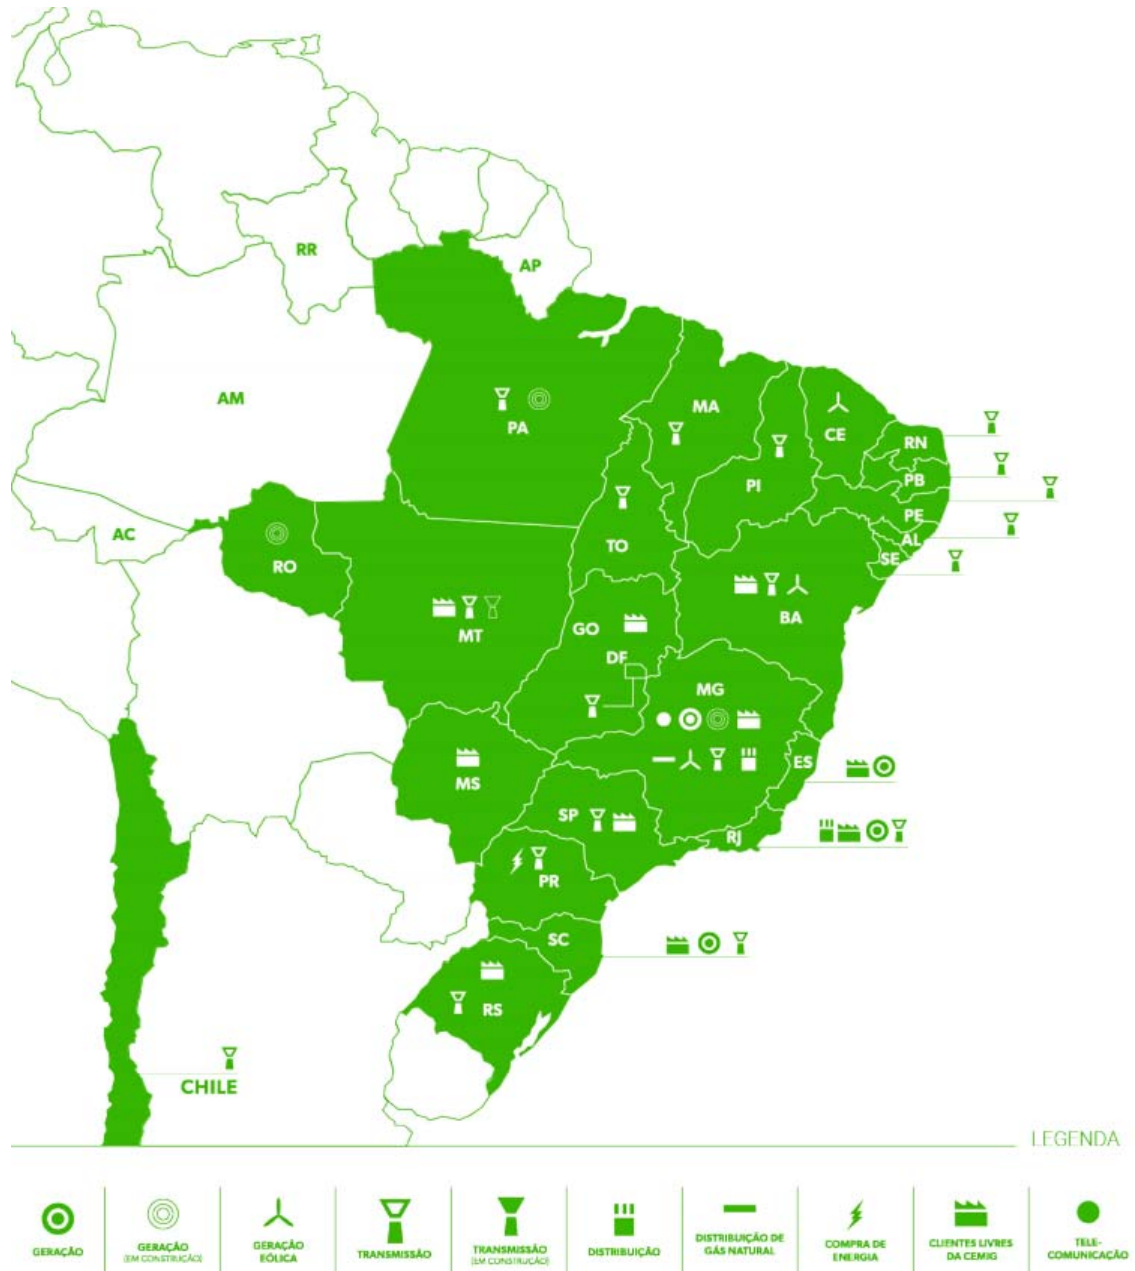 RR
AP
AM
PA
MA
CE
RN
PB
PI
PE
AC
AL
TO
SE
RO
BA
GO
MT
DF
MG
ES
MS
SP
RJ
PR
SC
RS
CHILE
LEGENDA
GERAÇÃO
GERAÇÃO
(EM CONSTRUÇÃO)
GERAÇÃO
EÓLICA
TRANSMISSÃO
TRANSMISSÃO
(EM CONSTRUÇÃO)
DISTRIBUIÇÃO
DISTRIBUIÇÃO DE
GÁS NATURAL
COMPRA DE
ENERGIA
CLIENTES LIVRES
DA CEMIG
TELE-
COMUNICAÇÃO